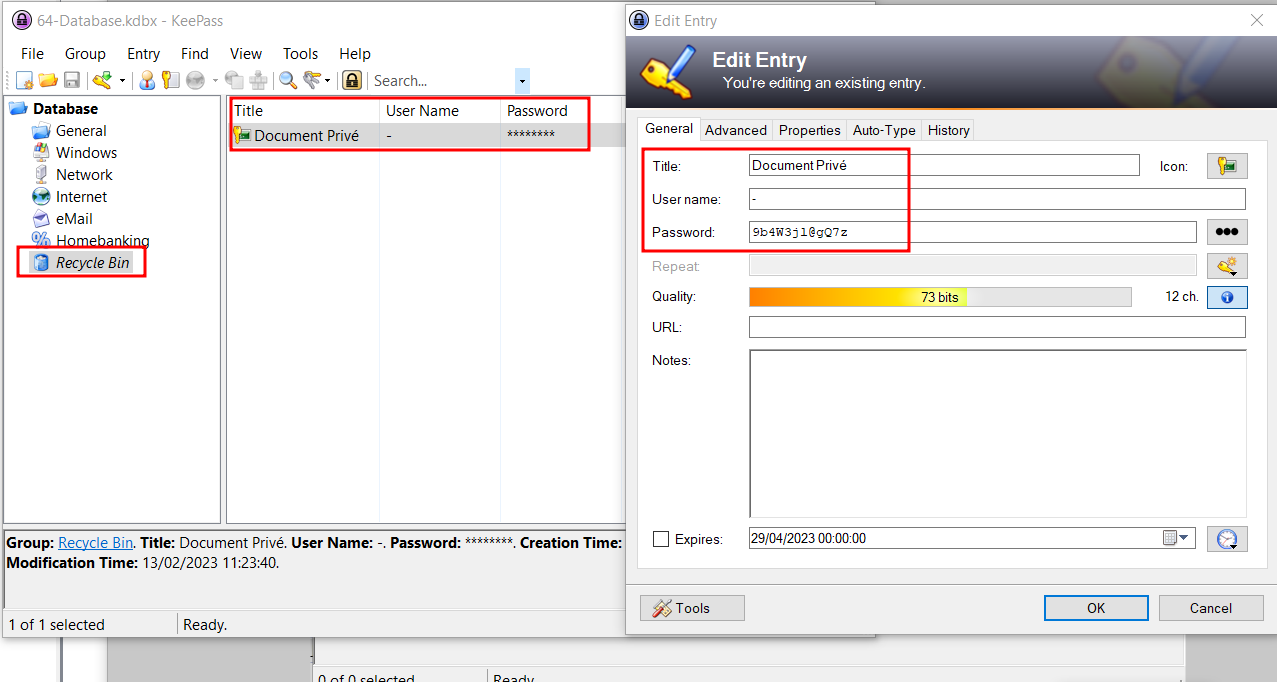 64-Database.kdbx - KeePass
File Group Entry Find View Tools Help
Search...
Database
General
Windows
Network
Internet
eMail
Homebanking
Recycle Bin
Title User Name Password
Document Privé - ********
Group: Recycle Bin. Title: Document Privé. User Name: -. Password: ********. Creation Time:
Modification Time: 13/02/2023 11:23:40.
1 of 1 selected Ready.
0 of 0 selected Ready.
Edit Entry
Edit Entry
You're editing an existing entry.
General Advanced Properties Auto-Type History
Title: Document Privé Icon:
User name: -
Password: 9b4W3jl@gQ7z
Repeat
Quality: 73 bits 12 ch.
URL:
Notes:
Expires: 29/04/2023 00:00:00
Tools OK Cancel